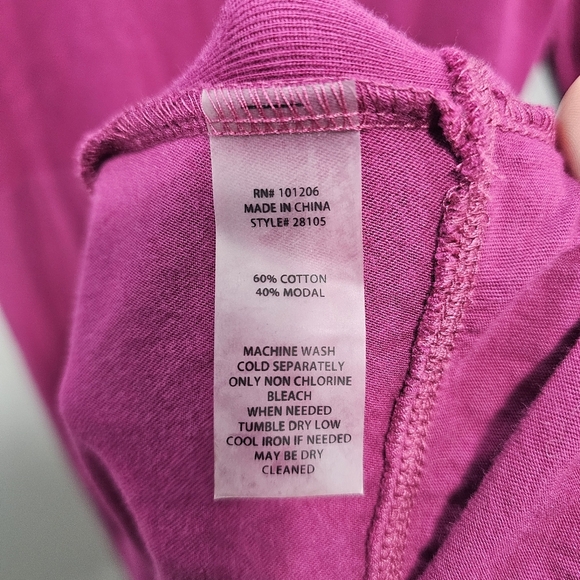 RN# 101206
MADE IN CHINA
STYLE# 28105
60% COTTON
40% MODAL
MACHINE WASH
COLD SEPARATELY
ONLY NON CHLORINE
BLEACH
WHEN NEEDED
TUMBLE DRY LOW
COOL IRON IF NEEDED
MAY BE DRY
CLEANED